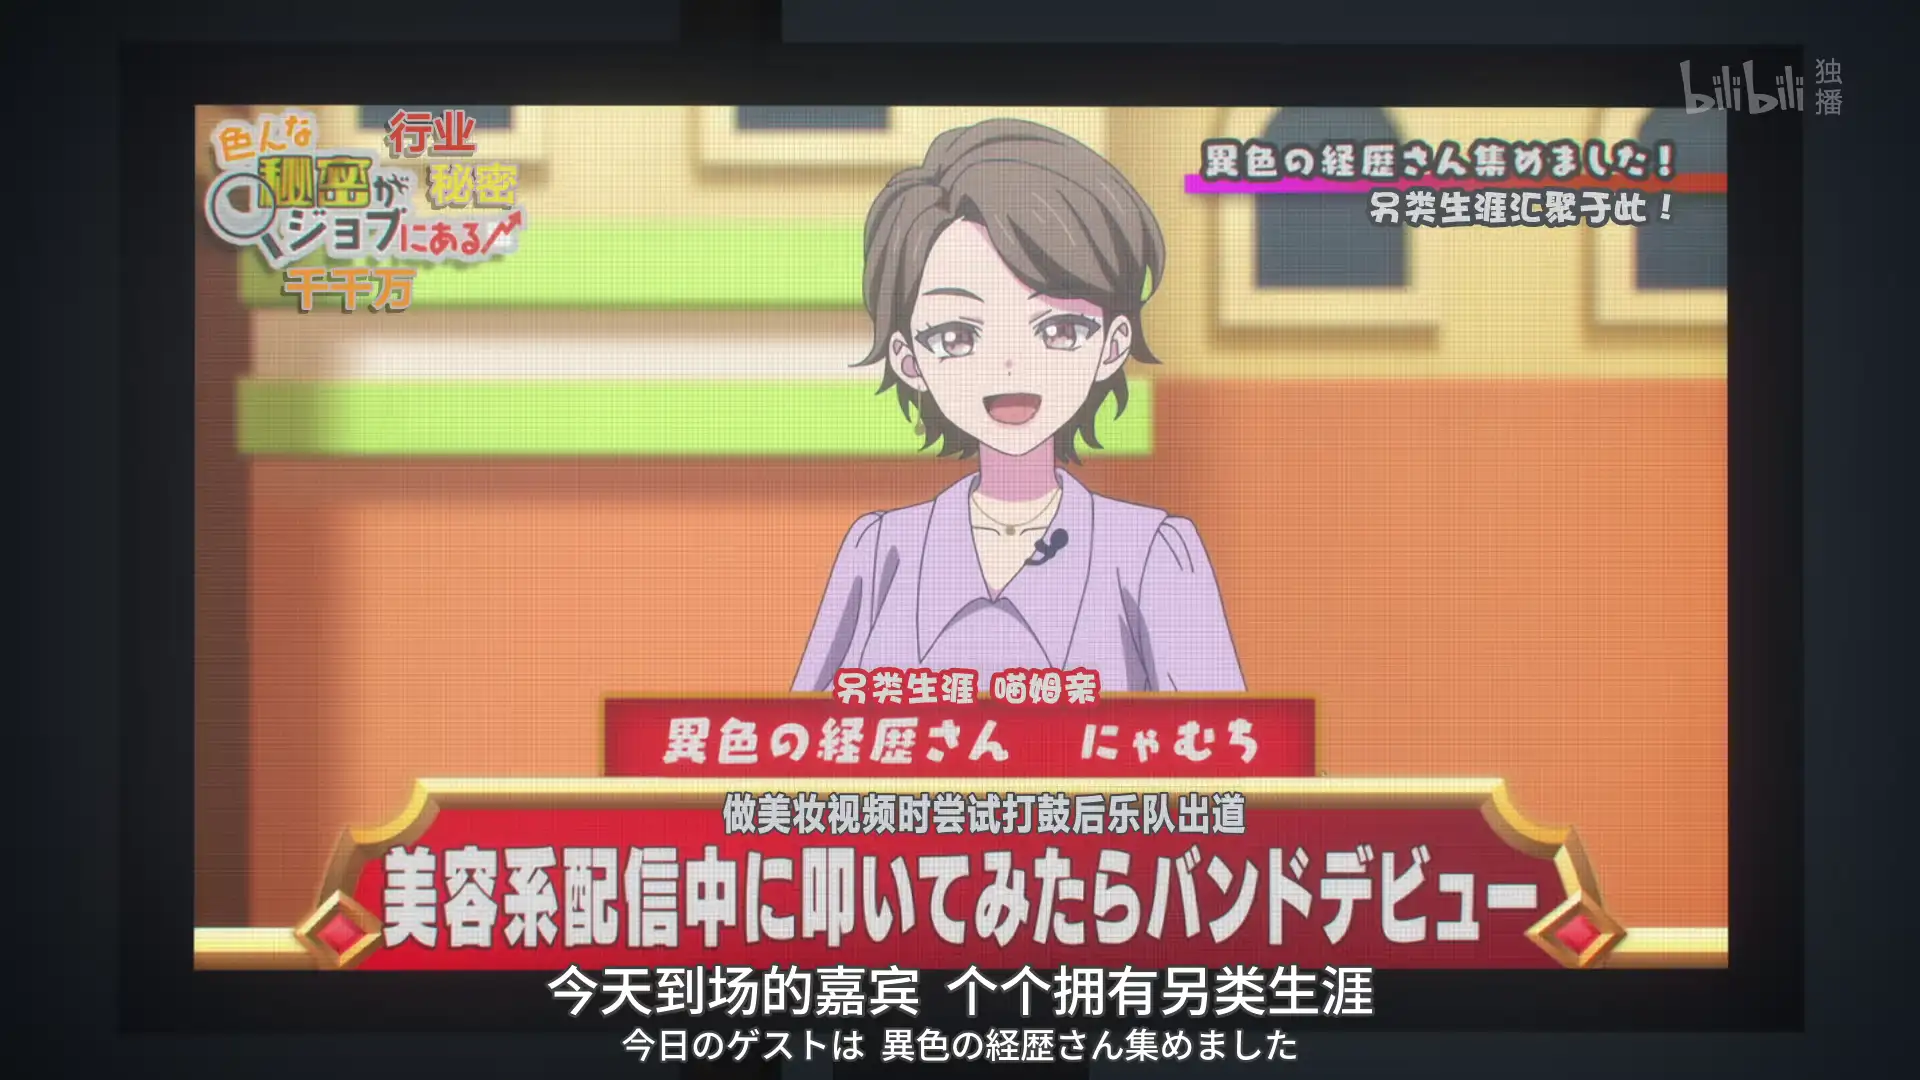 bilibili 独播
色んな
行业
秘密が
秘密
ジョブにある
千千万
異色の経歴さん集めました！
另类生涯汇聚于此！
另类生涯 喵姆亲
異色の経歴さん にゃむち
做美妆视频时尝试打鼓后乐队出道
美容系配信中に叩いてみたらバンドデビュー
今天到场的嘉宾 个个拥有另类生涯
今日のゲストは 異色の経歴さん集めました